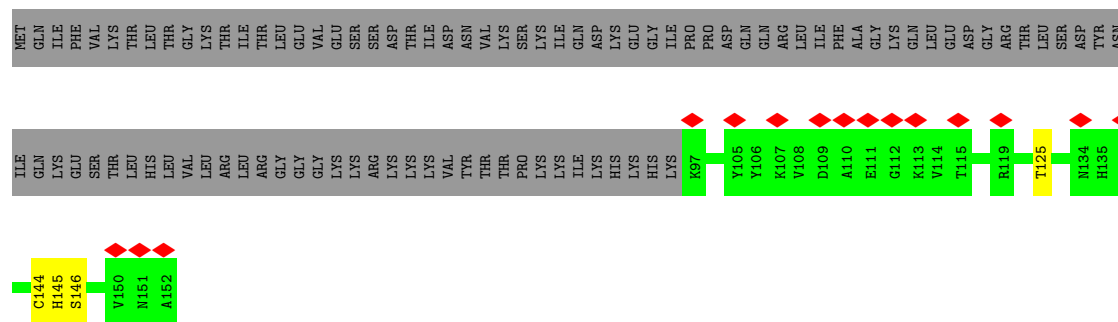 MET GLN ILE PHE VAL LYS THR LEU THR GLY LYS THR ILE THR LEU GLU VAL GLU SER SER ASP THR ILE ASP ASN VAL LYS SER LYS ILE GLN ASP LYS GLU GLY ILE PRO PRO ASP GLN GLN ARG LEU ILE PHE ALA GLY LYS GLN LEU GLU ASP GLY ARG THR LEU SER ASP TYR ASN
ILE GLN LYS GLU SER THR LEU HIS LEU VAL LEU ARG LEU ARG GLY GLY GLY LYS LYS ARG LYS LYS LYS VAL TYR THR THR PRO LYS LYS ILE LYS HIS LYS HIS LYS K97 Y105 Y106 K107 V108 D109 A110 E111 G112 K113 V114 T115 R119 T125 N134 H135
C144 H145 S146 V150 N151 A152